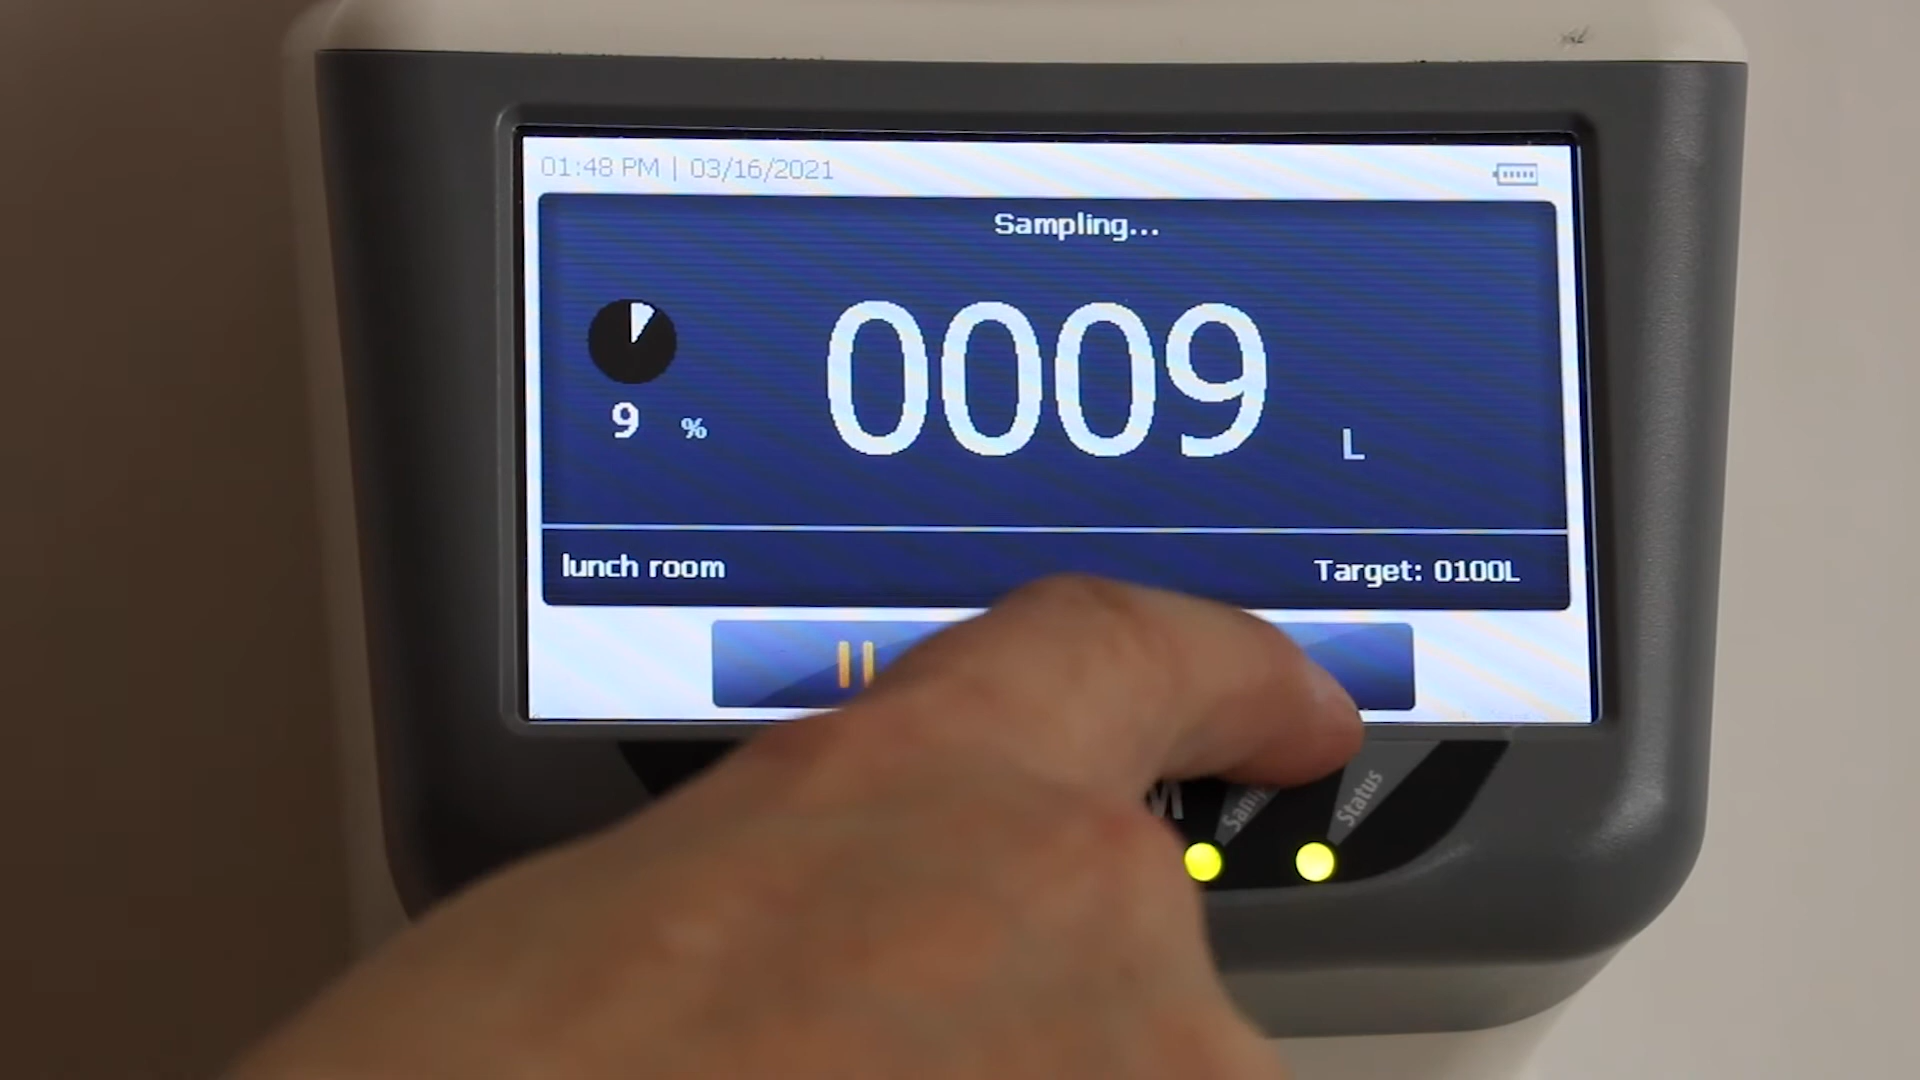 01:48 PM | 03/16/2021
Sampling...
0009 L
9 %
lunch room
Target: 0100L
Status